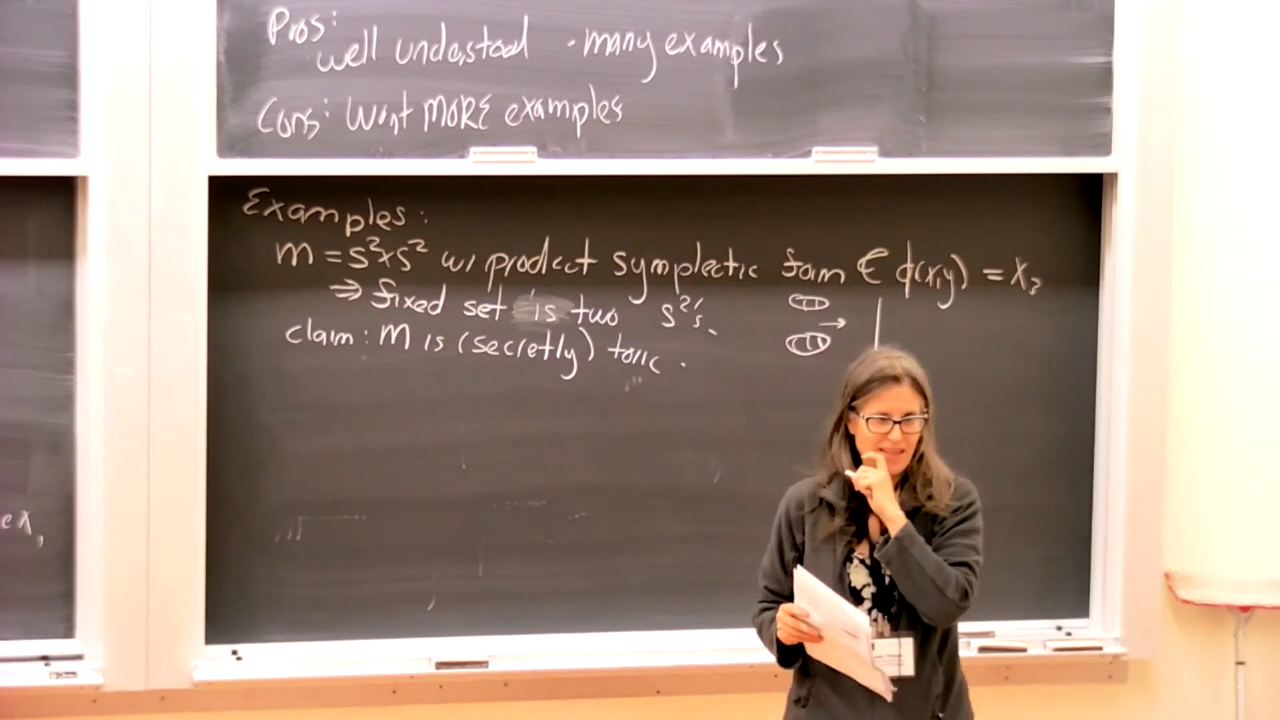 Pros:
well understood - many examples
Cons: Want MORE examples
Examples:
M = S²×S² w/ product symplectic form & φ(x,y) = x₃
⇒ fixed set is two S²'s.
claim: M is (secretly) toric.
ex,